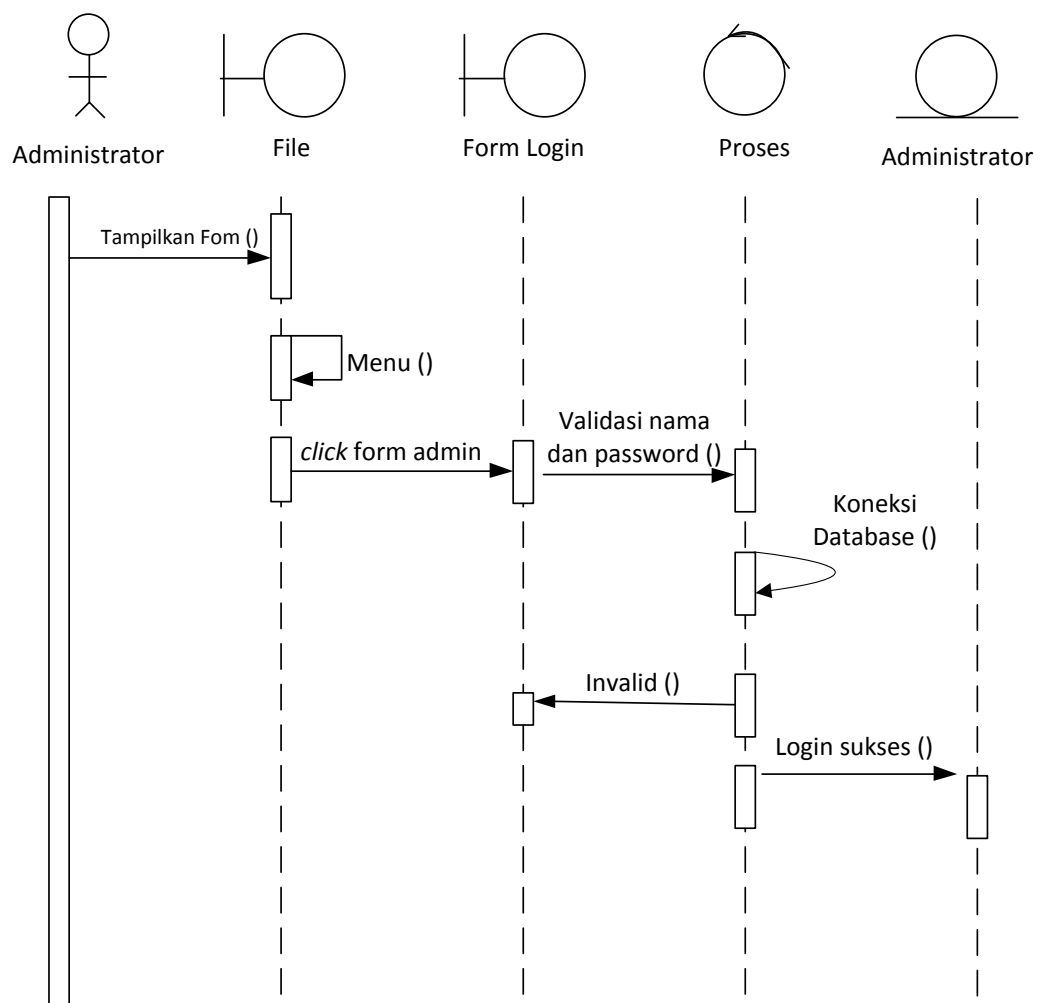 Administrator
File
Form Login
Proses
Administrator
Tampilkan Fom ()
Menu ()
click form admin
Validasi nama
dan password ()
Koneksi
Database ()
Invalid ()
Login sukses ()